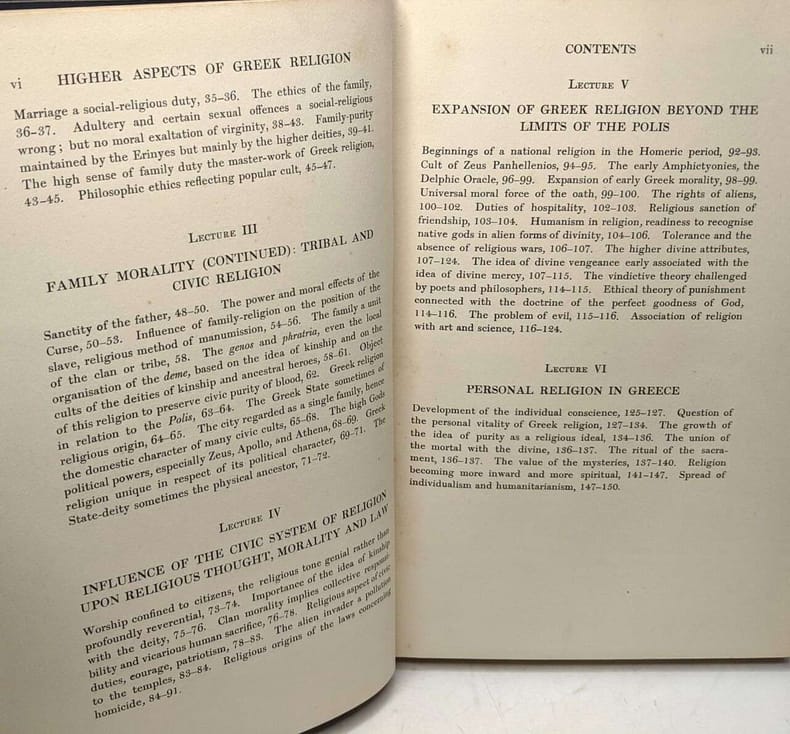 vi HIGHER ASPECTS OF GREEK RELIGION
Marriage a social-religious duty, 35–36. The ethics of the family,
36–37. Adultery and certain sexual offences a social-religious
wrong; but no moral exaltation of virginity, 38–43. Family-purity
maintained by the Erinyes but mainly by the higher deities, 39–41.
The high sense of family duty the master-work of Greek religion,
43–45. Philosophic ethics reflecting popular cult, 45–47.
Lecture III
FAMILY MORALITY (CONTINUED): TRIBAL AND
CIVIC RELIGION
Sanctity of the father, 48–50. The power and moral effects of the
Curse, 50–53. Influence of family-religion on the position of the
slave, religious method of manumission, 54–56. The family a unit
of the clan or tribe, 58. The genos and phratria, even the local
organisation of the deme, based on the idea of kinship and on the
cults of the deities of kinship and ancestral heroes, 58–61. Object
of this religion to preserve civic purity of blood, 62. Greek religion
in relation to the Polis, 63–64. The Greek State sometimes of
religious origin, 64–65. The city regarded as a single family, hence
the domestic character of many civic cults, 65–68. The high Gods
political powers, especially Zeus, Apollo, and Athena, 68–69. Greek
religion unique in respect of its political character, 69–71. The
State-deity sometimes the physical ancestor, 71–72.
Lecture IV
INFLUENCE OF THE CIVIC SYSTEM OF RELIGION
UPON RELIGIOUS THOUGHT, MORALITY AND LAW
Worship confined to citizens, the religious tone genial rather than
profoundly reverential, 73–74. Importance of the idea of kinship
with the deity, 75–76. Clan morality implies collective responsi-
bility and vicarious human sacrifice, 76–78. Religious aspect of civic
duties, courage, patriotism, 78–83. The alien invader a pollution
to the temples, 83–84. Religious origins of the laws concerning
homicide, 84–91.
CONTENTS vii
Lecture V
EXPANSION OF GREEK RELIGION BEYOND THE
LIMITS OF THE POLIS
Beginnings of a national religion in the Homeric period, 92–93.
Cult of Zeus Panhellenios, 94–95. The early Amphictyonies, the
Delphic Oracle, 96–99. Expansion of early Greek morality, 98–99.
Universal moral force of the oath, 99–100. The rights of aliens,
100–102. Duties of hospitality, 102–103. Religious sanction of
friendship, 103–104. Humanism in religion, readiness to recognise
native gods in alien forms of divinity, 104–106. Tolerance and the
absence of religious wars, 106–107. The higher divine attributes,
107–124. The idea of divine vengeance early associated with the
idea of divine mercy, 107–115. The vindictive theory challenged
by poets and philosophers, 114–115. Ethical theory of punishment
connected with the doctrine of the perfect goodness of God,
114–116. The problem of evil, 115–116. Association of religion
with art and science, 116–124.
Lecture VI
PERSONAL RELIGION IN GREECE
Development of the individual conscience, 125–127. Question of
the personal vitality of Greek religion, 127–134. The growth of
the idea of purity as a religious ideal, 134–136. The union of
the mortal with the divine, 136–137. The ritual of the sacra-
ment, 136–137. The value of the mysteries, 137–140. Religion
becoming more inward and more spiritual, 141–147. Spread of
individualism and humanitarianism, 147–150.